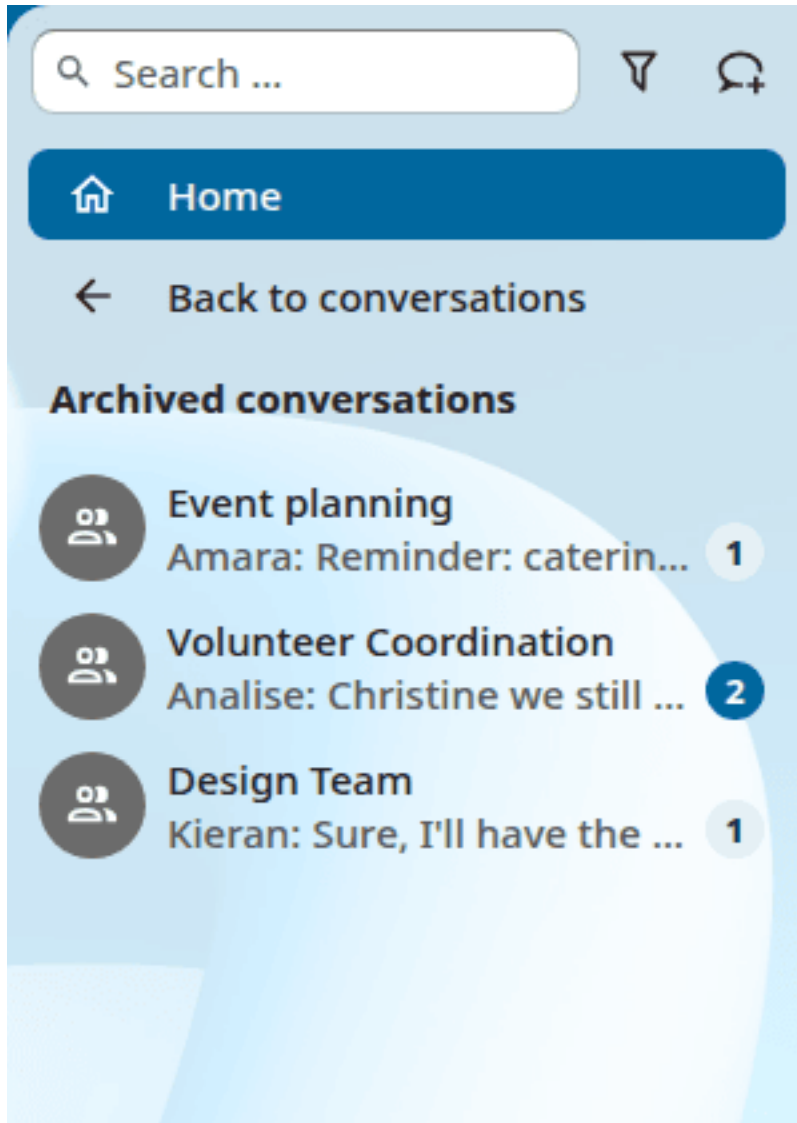 Search ...
Home
Back to conversations
Archived conversations
Event planning
Amara: Reminder: caterin... 1
Volunteer Coordination
Analise: Christine we still ... 2
Design Team
Kieran: Sure, I'll have the ... 1